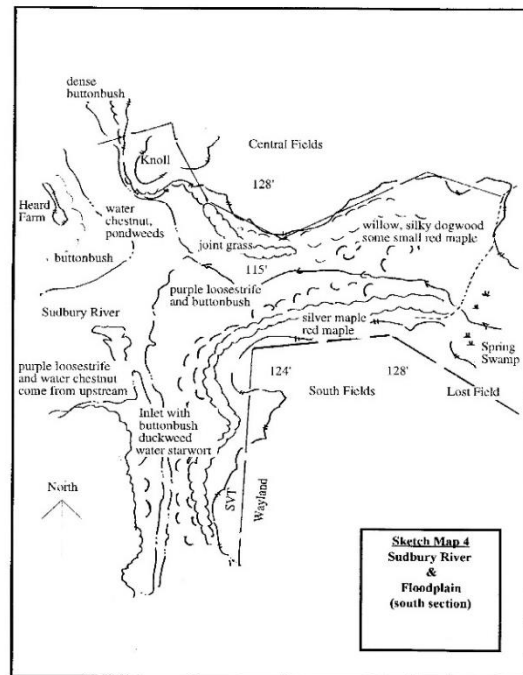 dense
buttonbush
Knoll
Central Fields
128'
Heard
Farm
water
chestnut,
pondweeds
willow, silky dogwood
some small red maple
joint grass
buttonbush
115'
purple loosestrife
and buttonbush
Sudbury River
silver maple
red maple
Spring
Swamp
purple loosestrife
and water chestnut
come from upstream
124'
128'
South Fields
Lost Field
Inlet with
buttonbush
duckweed
water starwort
North
SVT
Wayland
Sketch Map 4
Sudbury River
&
Floodplain
(south section)